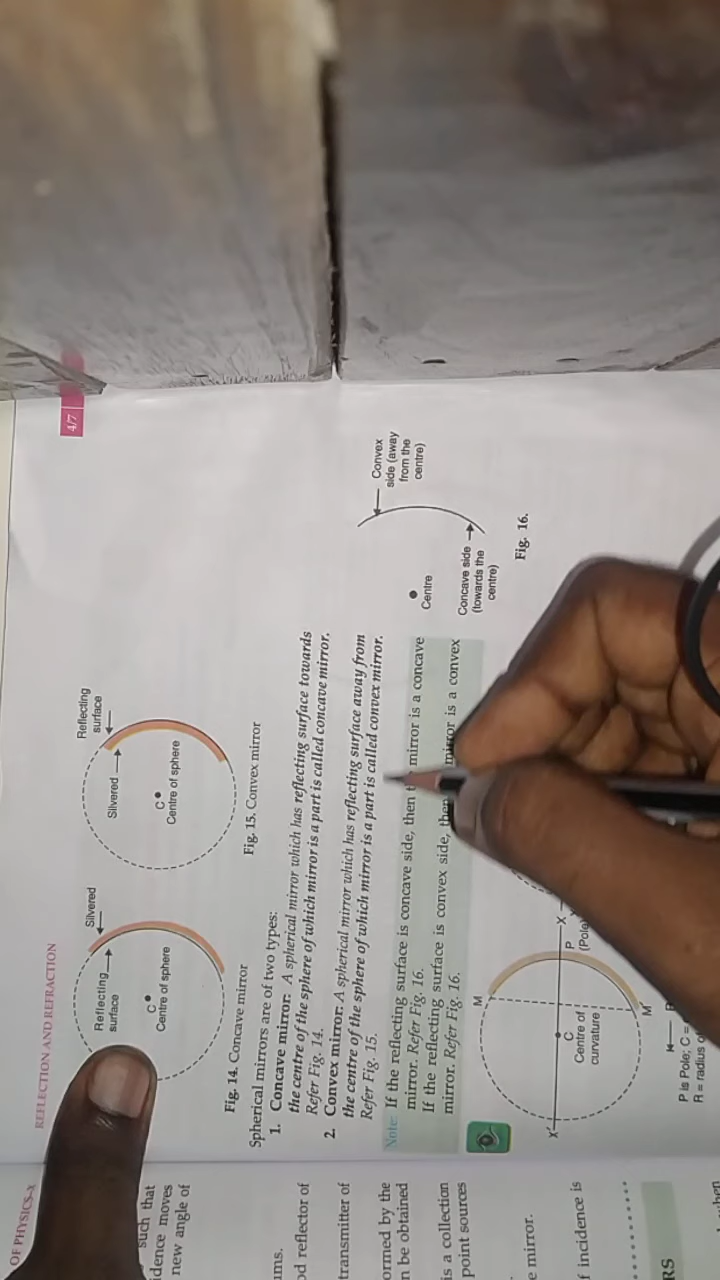 OF PHYSICS-X
such that
idence moves
new angle of
ums.
od reflector of
transmitter of
ormed by the
n be obtained
is a collection
point sources
e mirror.
f incidence is
RS
when
REFLECTION AND REFRACTION
4/7
Reflecting
surface
Silvered
C
Centre of sphere
Fig. 14. Concave mirror
Silvered
Reflecting
surface
C
Centre of sphere
Fig. 15. Convex mirror
Spherical mirrors are of two types:
1. Concave mirror: A spherical mirror which has reflecting surface towards
the centre of the sphere of which mirror is a part is called concave mirror.
Refer Fig. 14.
2. Convex mirror: A spherical mirror which has reflecting surface away from
the centre of the sphere of which mirror is a part is called convex mirror.
Refer Fig. 15.
Note: If the reflecting surface is concave side, then mirror is a concave
mirror. Refer Fig. 16.
If the reflecting surface is convex side, then mirror is a convex
mirror. Refer Fig. 16.
Convex
side (away
from the
centre)
Centre
Concave side
(towards the
centre)
Fig. 16.
M
X'
C
Centre of
curvature
P
(Pole)
X
M'
R
P is Pole; C =
R = radius